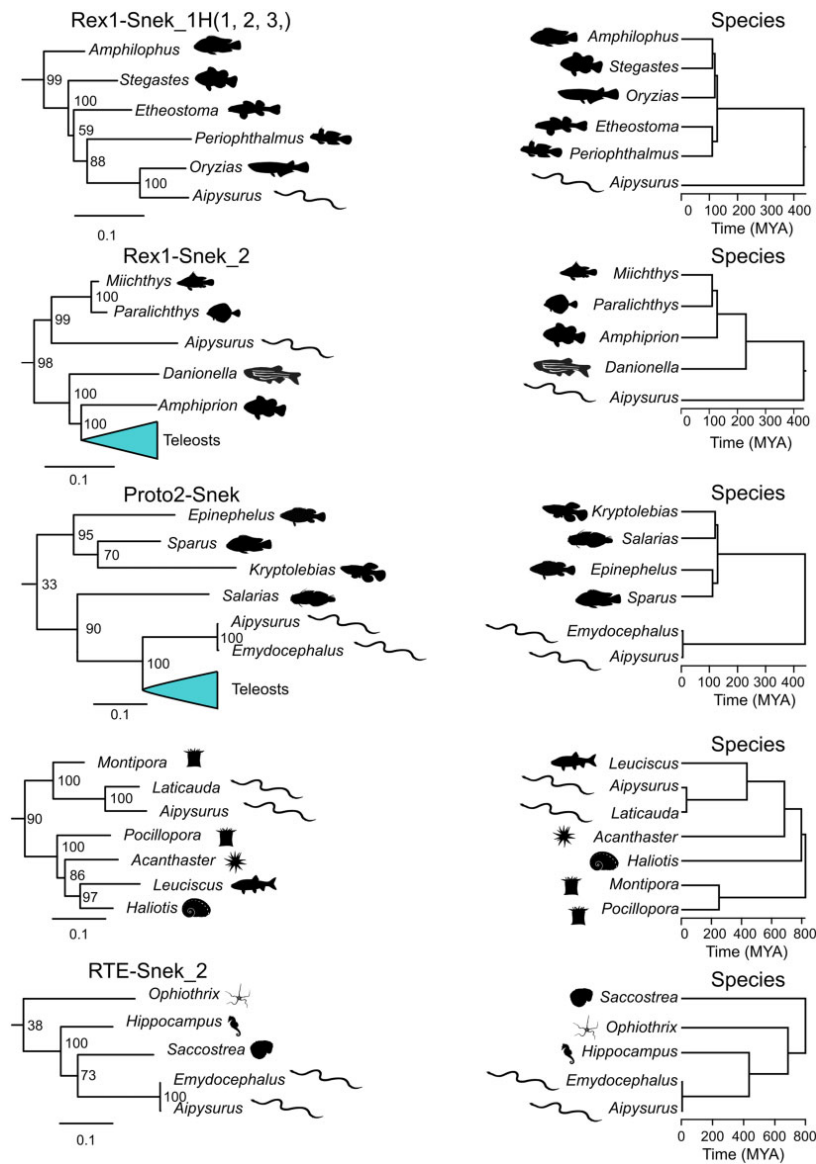 Rex1-Snek_1H(1, 2, 3,)
Amphilophus
99
Stegastes
100
Etheostoma
59
Periophthalmus
88
Oryzias
100
Aipysurus
0.1
Species
Amphilophus
Stegastes
Oryzias
Etheostoma
Periophthalmus
Aipysurus
0 100 200 300 400
Time (MYA)
Rex1-Snek_2
Miichthys
100
Paralichthys
99
Aipysurus
98
Danionella
100
Amphiprion
100
Teleosts
0.1
Species
Miichthys
Paralichthys
Amphiprion
Danionella
Aipysurus
0 100 200 300 400
Time (MYA)
Proto2-Snek
Epinephelus
95
Sparus
70
Kryptolebias
33
Salarias
90
Aipysurus
100
Emydocephalus
100
Teleosts
0.1
Species
Kryptolebias
Salarias
Epinephelus
Sparus
Emydocephalus
Aipysurus
0 100 200 300 400
Time (MYA)
Montipora
100
Laticauda
100
Aipysurus
90
Pocillopora
100
Acanthaster
86
Leuciscus
97
Haliotis
0.1
Species
Leuciscus
Aipysurus
Laticauda
Acanthaster
Haliotis
Montipora
Pocillopora
0 200 400 600 800
Time (MYA)
RTE-Snek_2
Ophiothrix
38
Hippocampus
100
Saccostrea
73
Emydocephalus
100
Aipysurus
0.1
Species
Saccostrea
Ophiothrix
Hippocampus
Emydocephalus
Aipysurus
0 200 400 600 800
Time (MYA)